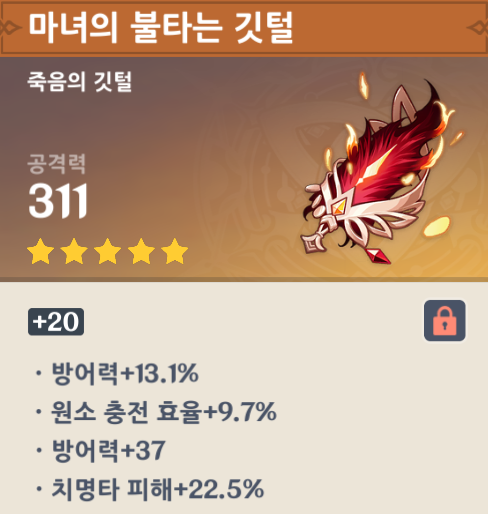 마녀의 불타는 깃털
죽음의 깃털
공격력
311
+20
· 방어력+13.1%
· 원소 충전 효율+9.7%
· 방어력+37
· 치명타 피해+22.5%